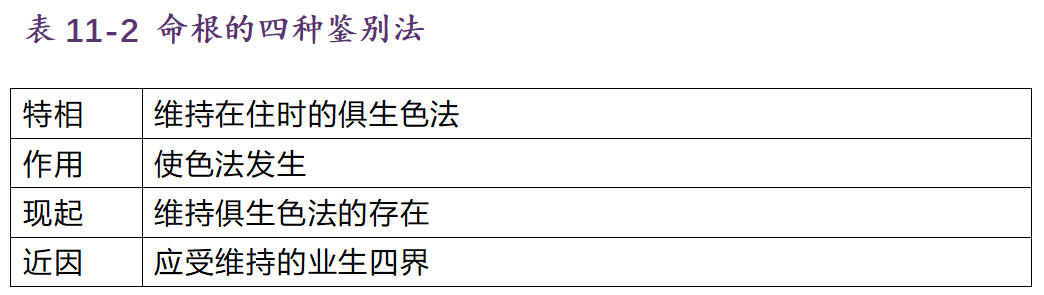 表 11-2 命根的四种鉴别法
特相 维持在住时的俱生色法
作用 使色法发生
现起 维持俱生色法的存在
近因 应受维持的业生四界